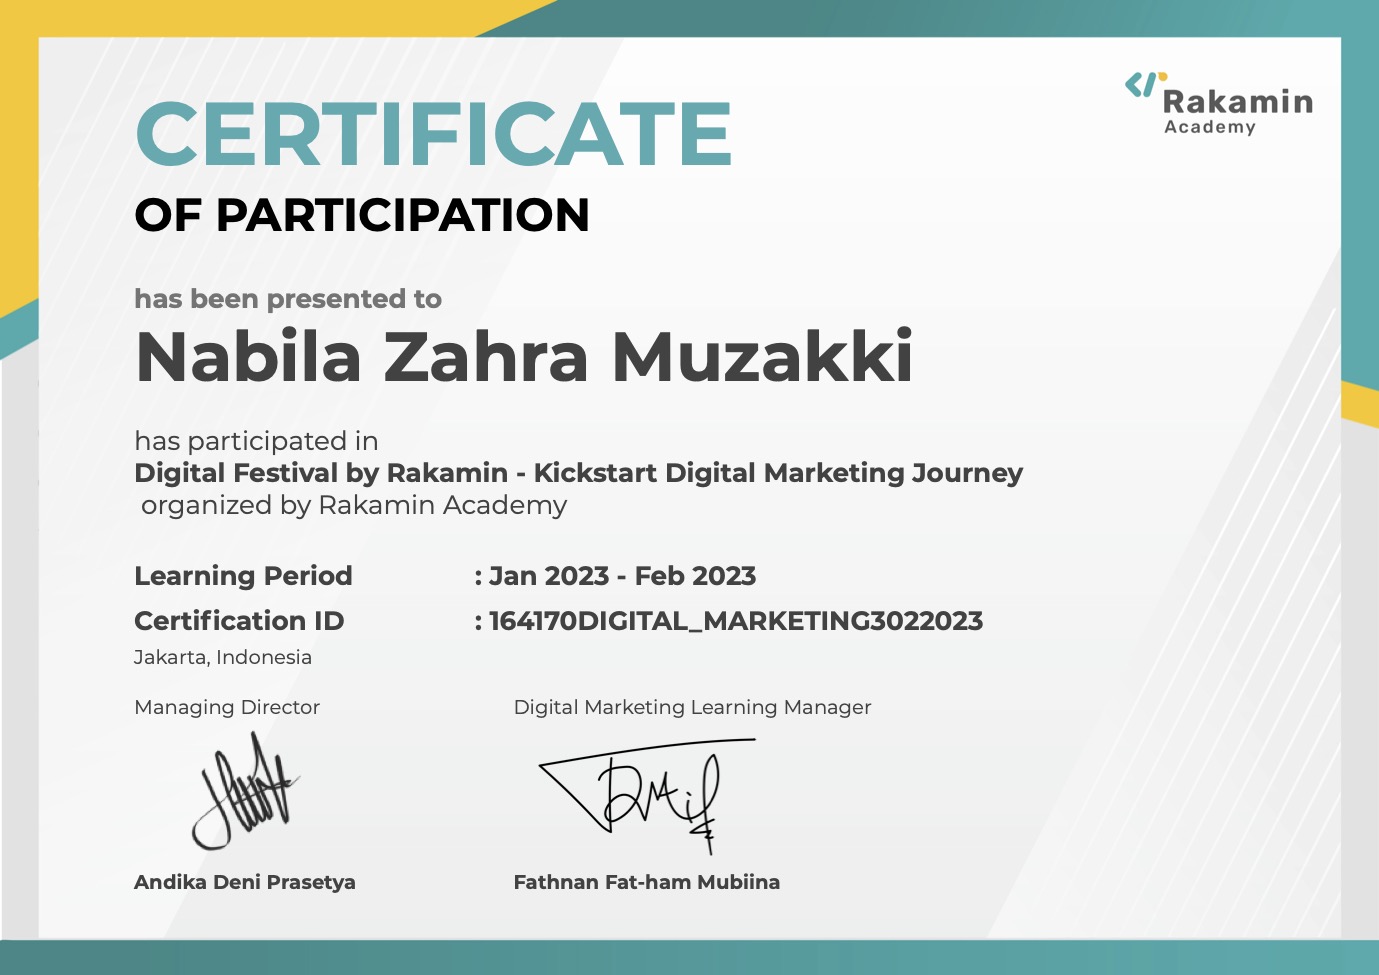 Rakamin
Academy
CERTIFICATE
OF PARTICIPATION
has been presented to
Nabila Zahra Muzakki
has participated in
Digital Festival by Rakamin - Kickstart Digital Marketing Journey
organized by Rakamin Academy
Learning Period : Jan 2023 - Feb 2023
Certification ID : 164170DIGITAL_MARKETING3022023
Jakarta, Indonesia
Managing Director Digital Marketing Learning Manager
Andika Deni Prasetya Fathnan Fat-ham Mubiina